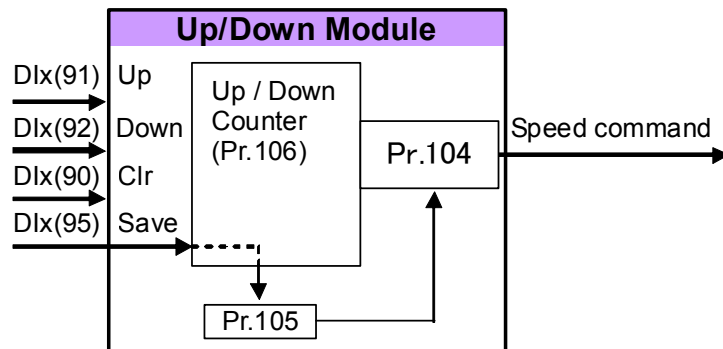 Up/Down Module
DIx(91) Up
DIx(92) Down
DIx(90) Clr
DIx(95) Save
Up / Down
Counter
(Pr.106)
Pr.104
Speed command
Pr.105